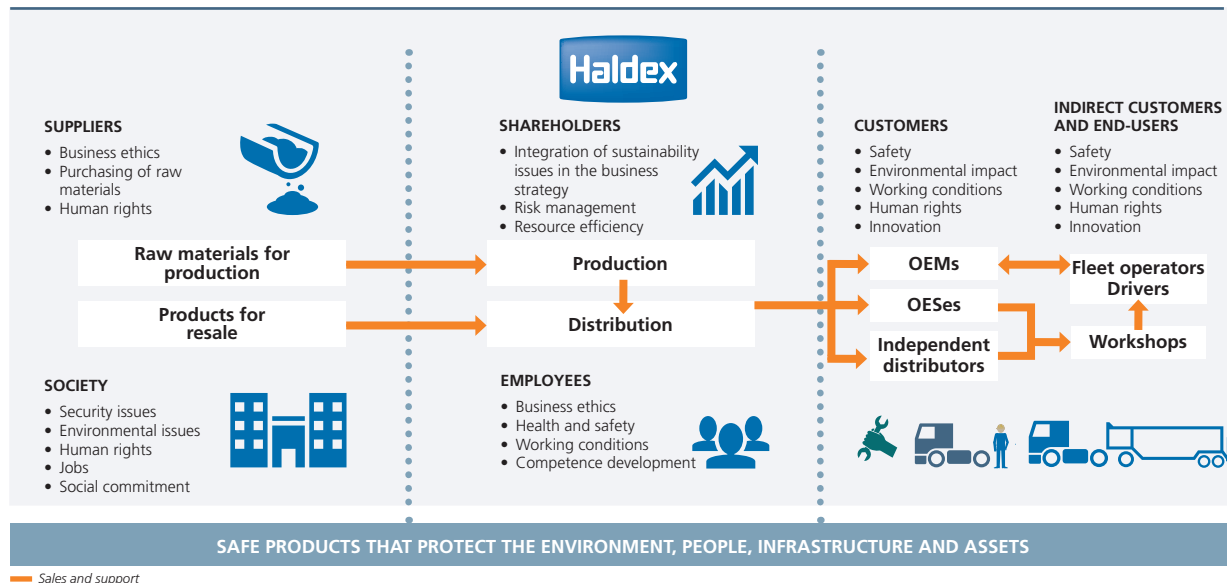 Haldex
SUPPLIERS
• Business ethics
• Purchasing of raw
materials
• Human rights
SHAREHOLDERS
• Integration of sustainability
issues in the business
strategy
• Risk management
• Resource efficiency
CUSTOMERS
• Safety
• Environmental impact
• Working conditions
• Human rights
• Innovation
INDIRECT CUSTOMERS
AND END-USERS
• Safety
• Environmental impact
• Working conditions
• Human rights
• Innovation
Raw materials for
production
Production
OEMs
Fleet operators
Drivers
Products for
resale
Distribution
OESes
Independent
distributors
Workshops
SOCIETY
• Security issues
• Environmental issues
• Human rights
• Jobs
• Social commitment
EMPLOYEES
• Business ethics
• Health and safety
• Working conditions
• Competence development
SAFE PRODUCTS THAT PROTECT THE ENVIRONMENT, PEOPLE, INFRASTRUCTURE AND ASSETS
Sales and support